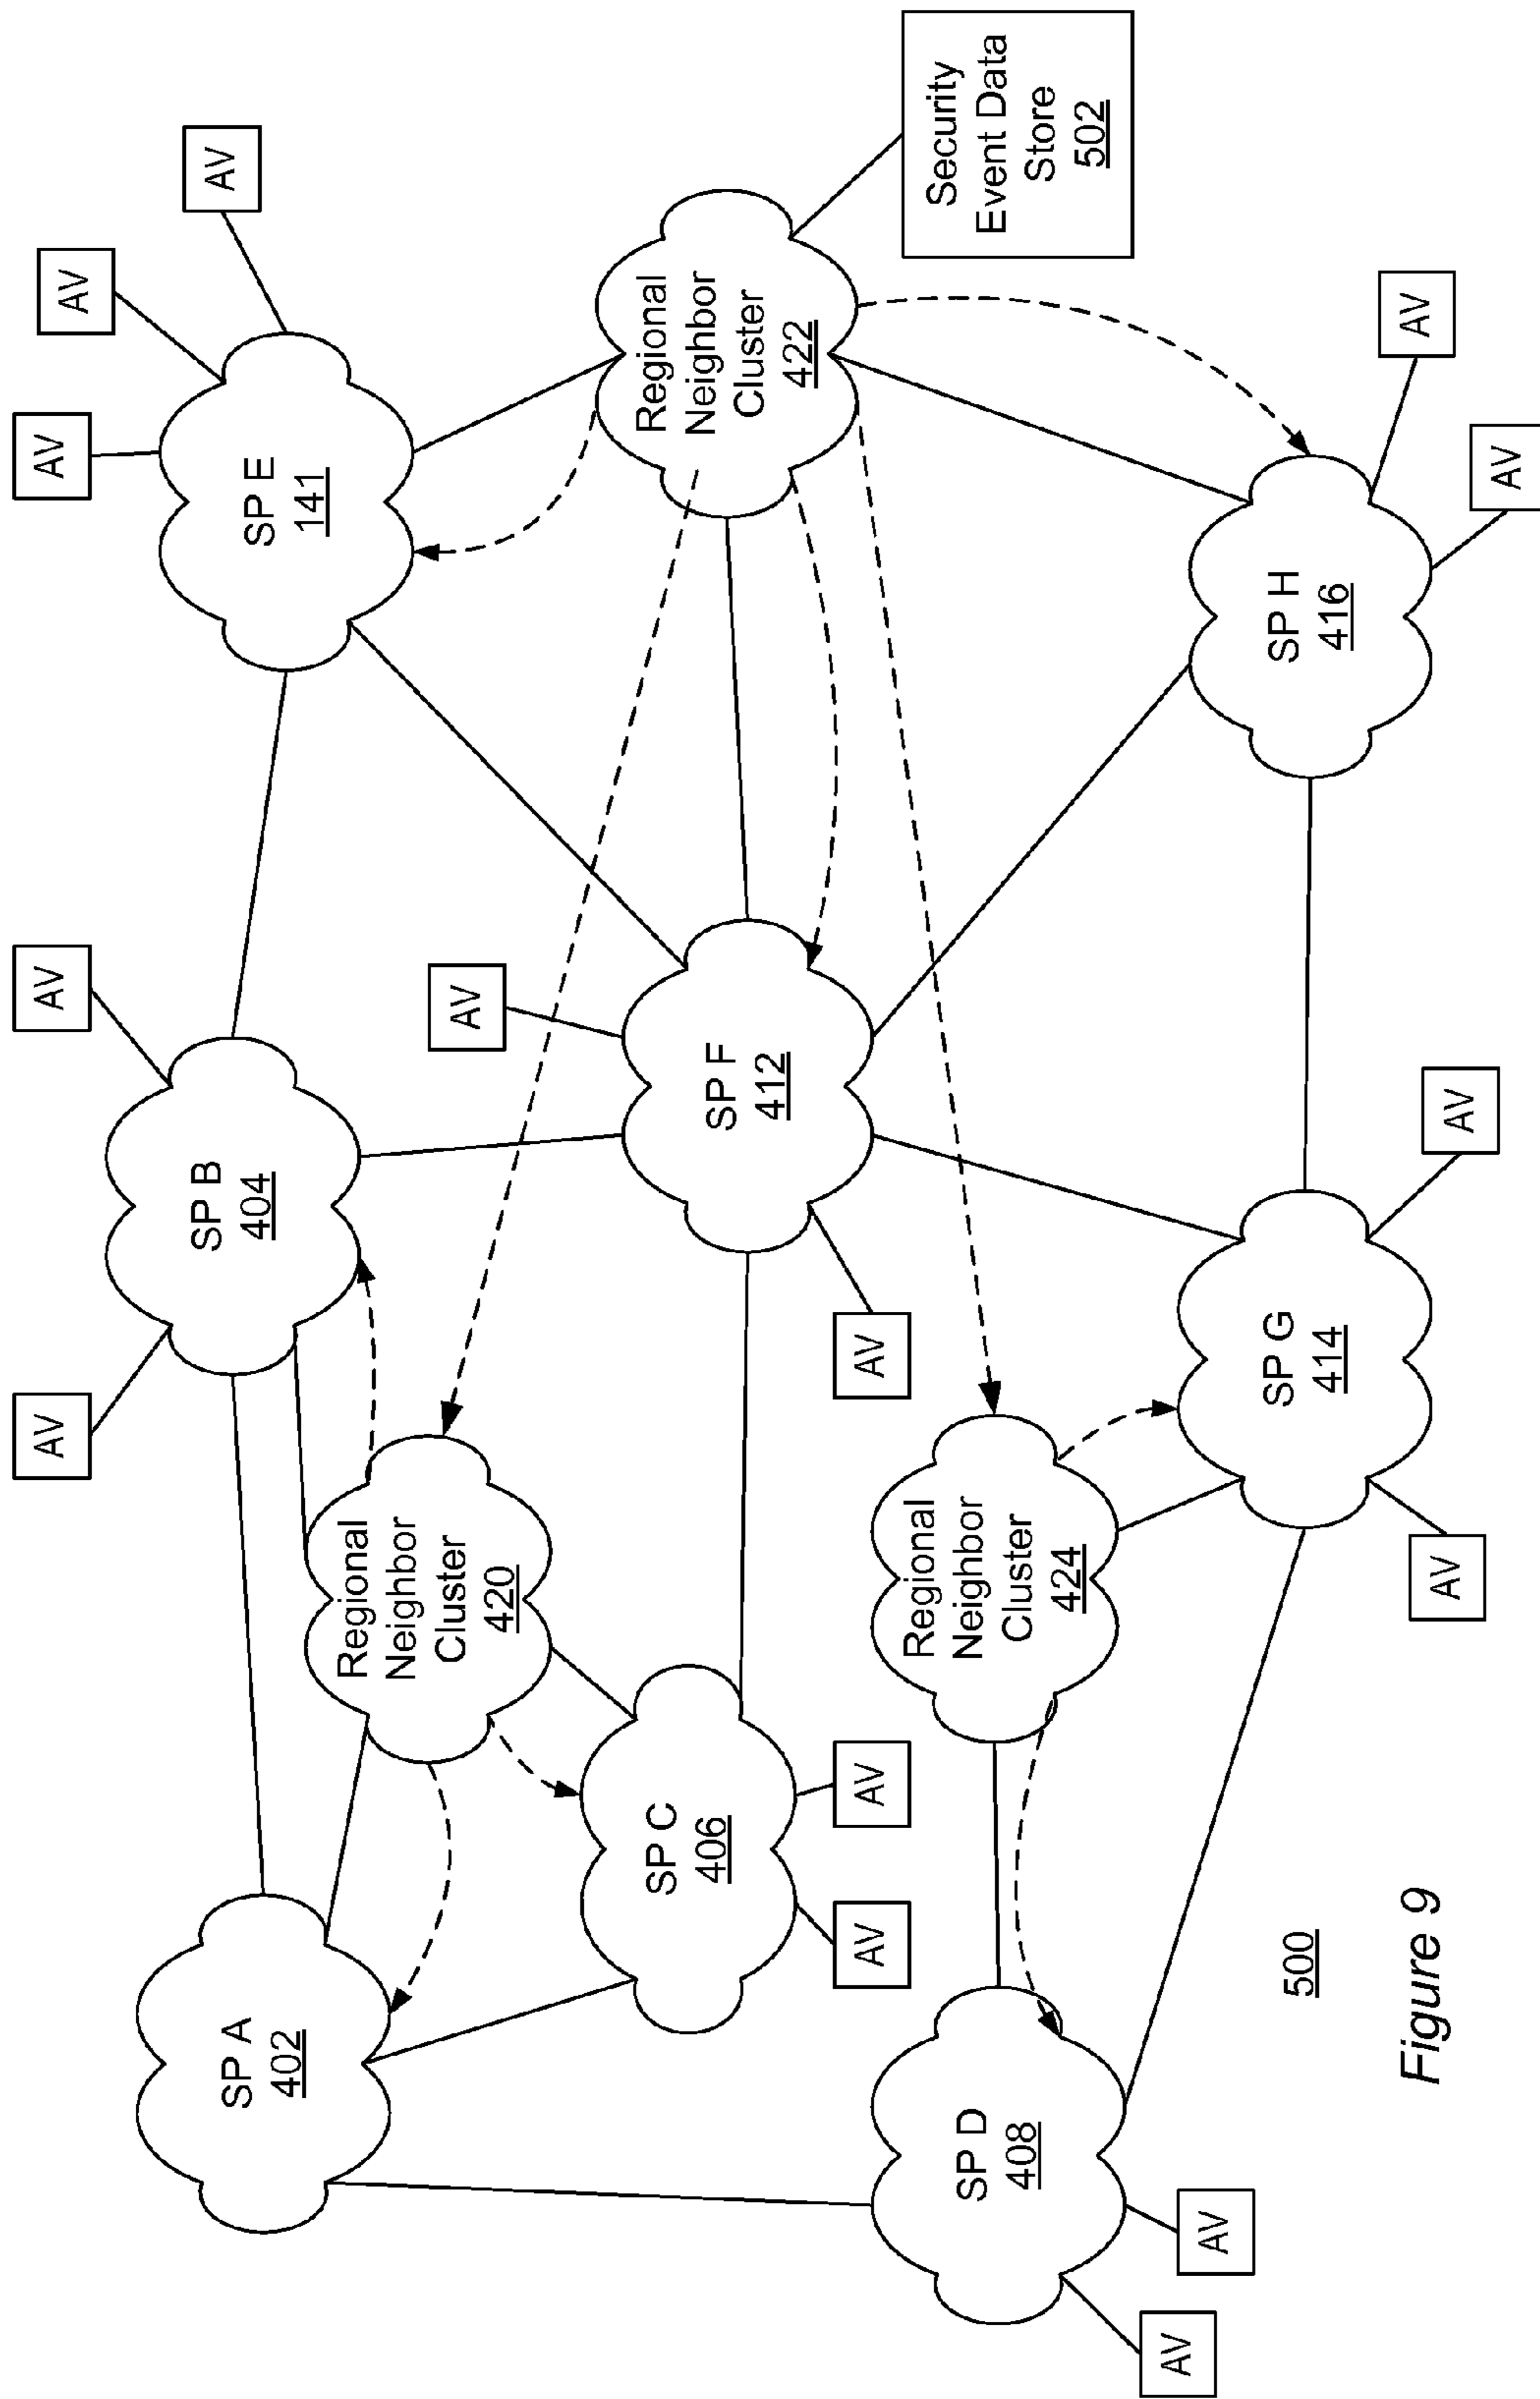 AV
AV
AV
AV
AV
SP A
402
SP B
404
SP E
141
Regional
Neighbor
Cluster
420
AV
Regional
Neighbor
Cluster
422
SP C
406
SP F
412
AV
AV
AV
Security
Event Data
Store
502
Regional
Neighbor
Cluster
424
SP D
408
AV
AV
SP G
414
SP H
416
AV
AV
AV
AV
500
Figure 9